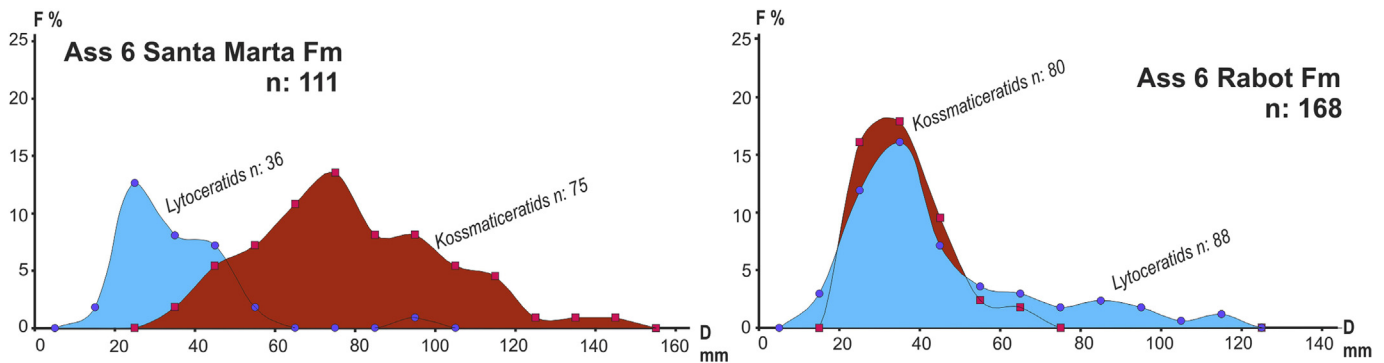 F %
25
20
15
10
5
0
Ass 6 Santa Marta Fm
n: 111
Lytoceratids n: 36
Kossmaticeratids n: 75
0 20 40 60 80 100 120 140 160
D
mm
F %
25
20
15
10
5
0
Ass 6 Rabot Fm
n: 168
Kossmaticeratids n: 80
Lytoceratids n: 88
0 20 40 60 80 100 120 140
D
mm